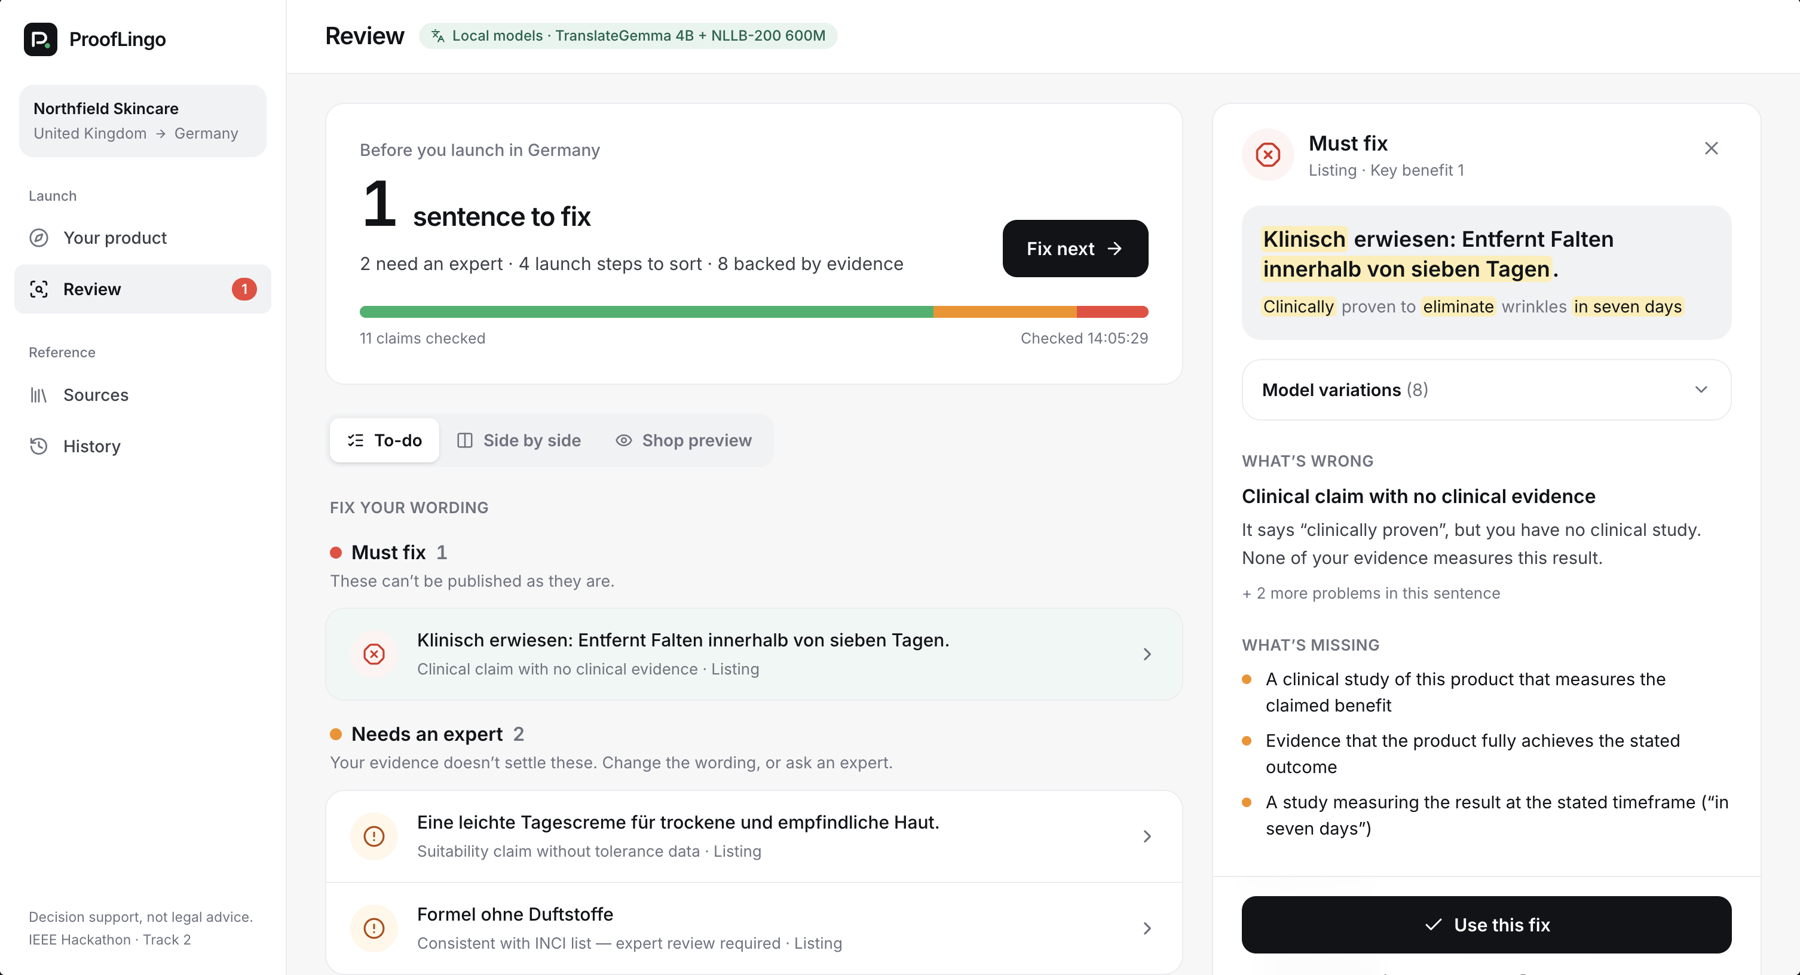 ProofLingo
Northfield Skincare
United Kingdom → Germany
Launch
Your product
Review 1
Reference
Sources
History
Decision support, not legal advice.
IEEE Hackathon · Track 2
Review
Local models · TranslateGemma 4B + NLLB-200 600M
Before you launch in Germany
1 sentence to fix
2 need an expert · 4 launch steps to sort · 8 backed by evidence
Fix next →
11 claims checked
Checked 14:05:29
To-do
Side by side
Shop preview
FIX YOUR WORDING
Must fix 1
These can’t be published as they are.
Klinisch erwiesen: Entfernt Falten innerhalb von sieben Tagen.
Clinical claim with no clinical evidence · Listing
Needs an expert 2
Your evidence doesn’t settle these. Change the wording, or ask an expert.
Eine leichte Tagescreme für trockene und empfindliche Haut.
Suitability claim without tolerance data · Listing
Formel ohne Duftstoffe
Consistent with INCI list — expert review required · Listing
Must fix
Listing · Key benefit 1
Klinisch erwiesen: Entfernt Falten
innerhalb von sieben Tagen.
Clinically proven to eliminate wrinkles in seven days
Model variations (8)
WHAT’S WRONG
Clinical claim with no clinical evidence
It says “clinically proven”, but you have no clinical study.
None of your evidence measures this result.
+ 2 more problems in this sentence
WHAT’S MISSING
A clinical study of this product that measures the
claimed benefit
Evidence that the product fully achieves the stated
outcome
A study measuring the result at the stated timeframe (“in
seven days”)
Use this fix